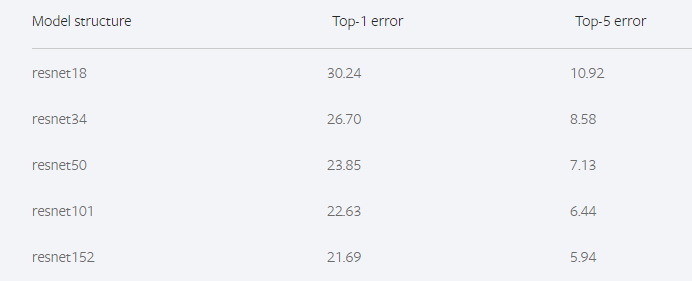 Model structure Top-1 error Top-5 error
resnet18 30.24 10.92
resnet34 26.70 8.58
resnet50 23.85 7.13
resnet101 22.63 6.44
resnet152 21.69 5.94